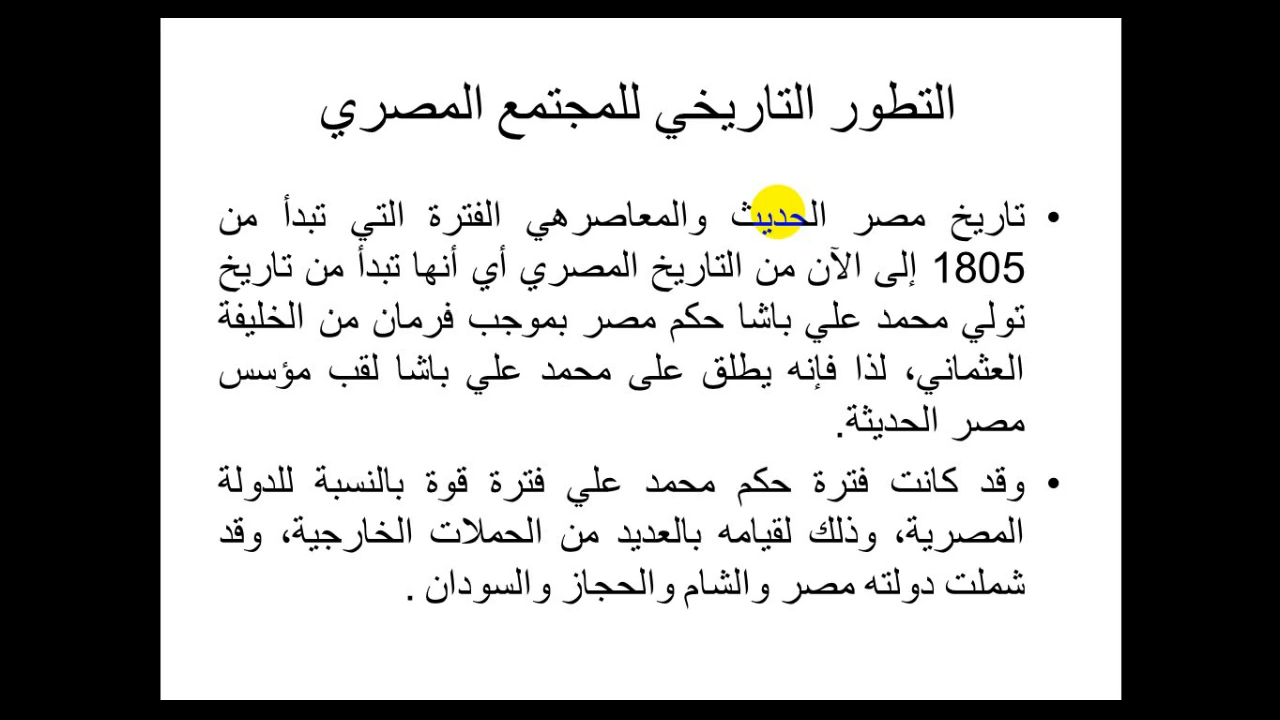 التطور التاريخي للمجتمع المصري
• تاريخ مصر الحديث والمعاصرهي الفترة التي تبدأ من
1805 إلى الآن من التاريخ المصري أي أنها تبدأ من تاريخ
تولي محمد علي باشا حكم مصر بموجب فرمان من الخليفة
العثماني، لذا فإنه يطلق على محمد علي باشا لقب مؤسس
مصر الحديثة.
• وقد كانت فترة حكم محمد علي فترة قوة بالنسبة للدولة
المصرية، وذلك لقيامه بالعديد من الحملات الخارجية، وقد
شملت دولته مصر والشام والحجاز والسودان .